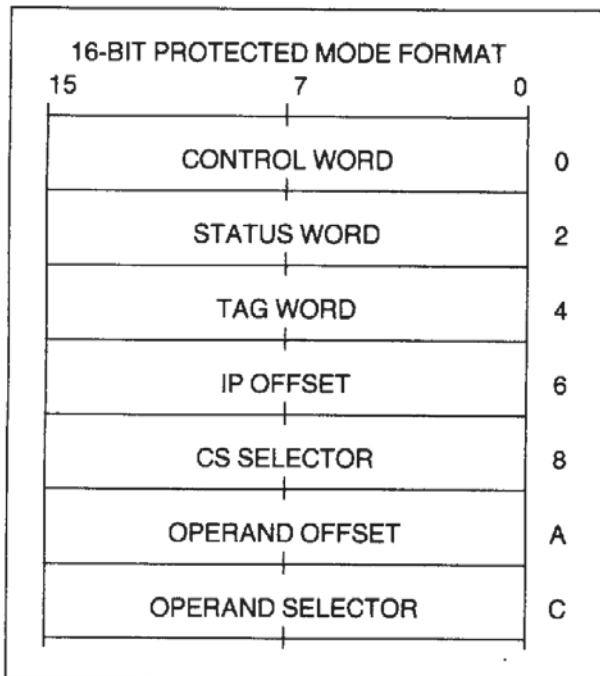 16-BIT PROTECTED MODE FORMAT
15 7 0
CONTROL WORD 0
STATUS WORD 2
TAG WORD 4
IP OFFSET 6
CS SELECTOR 8
OPERAND OFFSET A
OPERAND SELECTOR C